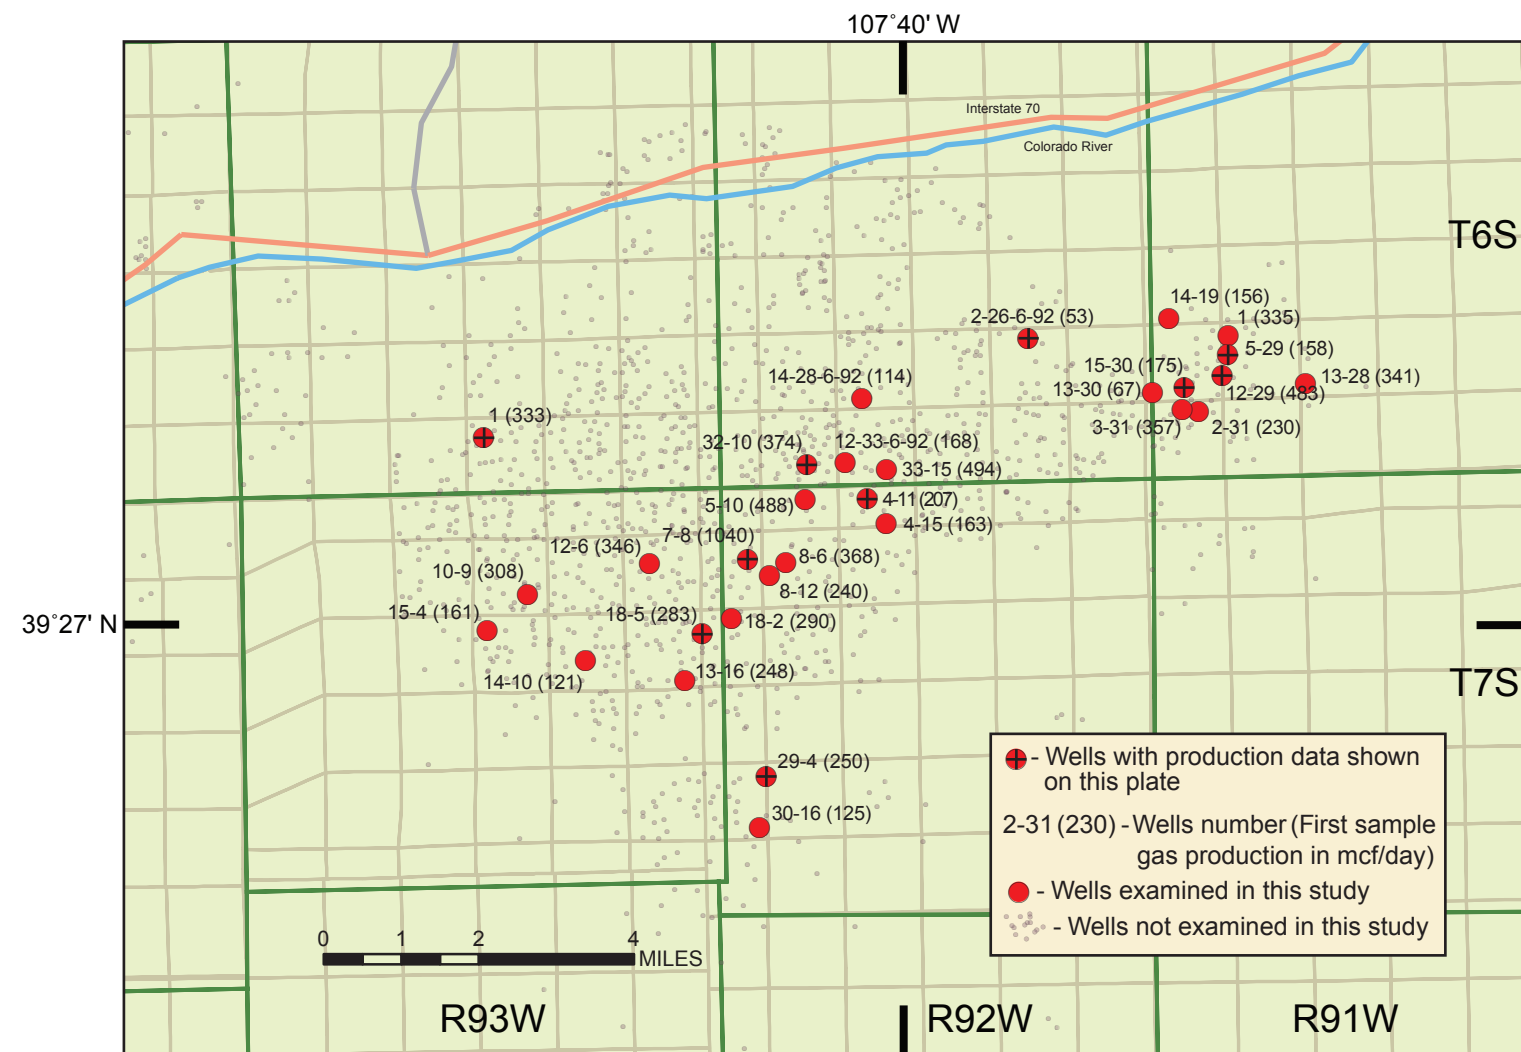 107°40' W
Interstate 70
Colorado River
T6S
14-19 (156)
2-26-6-92 (53)
1 (335)
5-29 (158)
15-30 (175)
14-28-6-92 (114)
13-28 (341)
13-30 (67)
12-29 (483)
1 (333)
3-31 (357)
2-31 (230)
32-10 (374)
12-33-6-92 (168)
33-15 (494)
5-10 (488)
4-11 (207)
4-15 (163)
7-8 (1040)
12-6 (346)
8-6 (368)
10-9 (308)
8-12 (240)
15-4 (161)
18-5 (283)
18-2 (290)
39°27' N
13-16 (248)
14-10 (121)
T7S
29-4 (250)
30-16 (125)
- Wells with production data shown
on this plate
2-31 (230) - Wells number (First sample
gas production in mcf/day)
- Wells examined in this study
- Wells not examined in this study
0 1 2 4
MILES
R93W R92W R91W